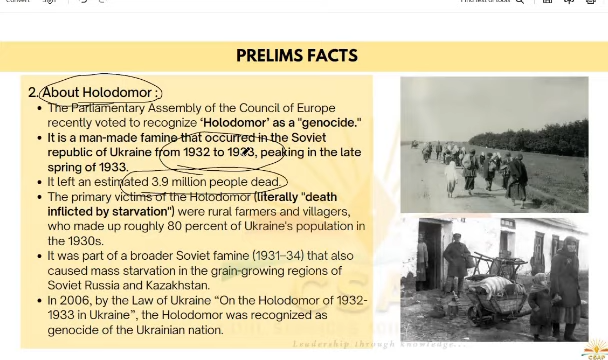 Convert
Sign
Find text or tools
PRELIMS FACTS
2. About Holodomor :
• The Parliamentary Assembly of the Council of Europe
recently voted to recognize ‘Holodomor’ as a "genocide."
• It is a man-made famine that occurred in the Soviet
republic of Ukraine from 1932 to 1933, peaking in the late
spring of 1933.
• It left an estimated 3.9 million people dead.
• The primary victims of the Holodomor (literally "death
inflicted by starvation") were rural farmers and villagers,
who made up roughly 80 percent of Ukraine's population in
the 1930s.
• It was part of a broader Soviet famine (1931–34) that also
caused mass starvation in the grain-growing regions of
Soviet Russia and Kazakhstan.
• In 2006, by the Law of Ukraine “On the Holodomor of 1932-
1933 in Ukraine”, the Holodomor was recognized as
genocide of the Ukrainian nation.
Leadership through knowledge...
CSAP